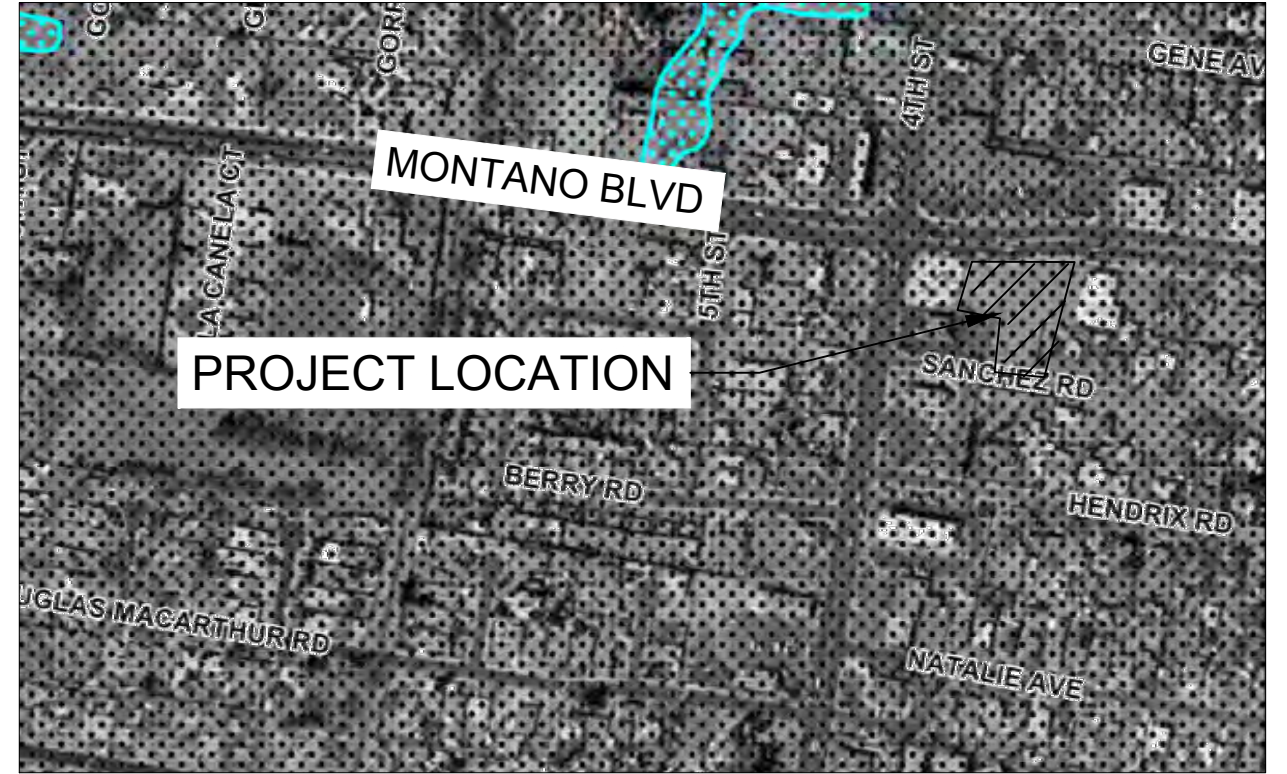 GENE AV
4TH ST
MONTANO BLVD
LA CANELA CT
5TH ST
PROJECT LOCATION
SANCHEZ RD
BERRY RD
HENDRIX RD
UGLAS MACARTHUR RD
NATALIE AVE